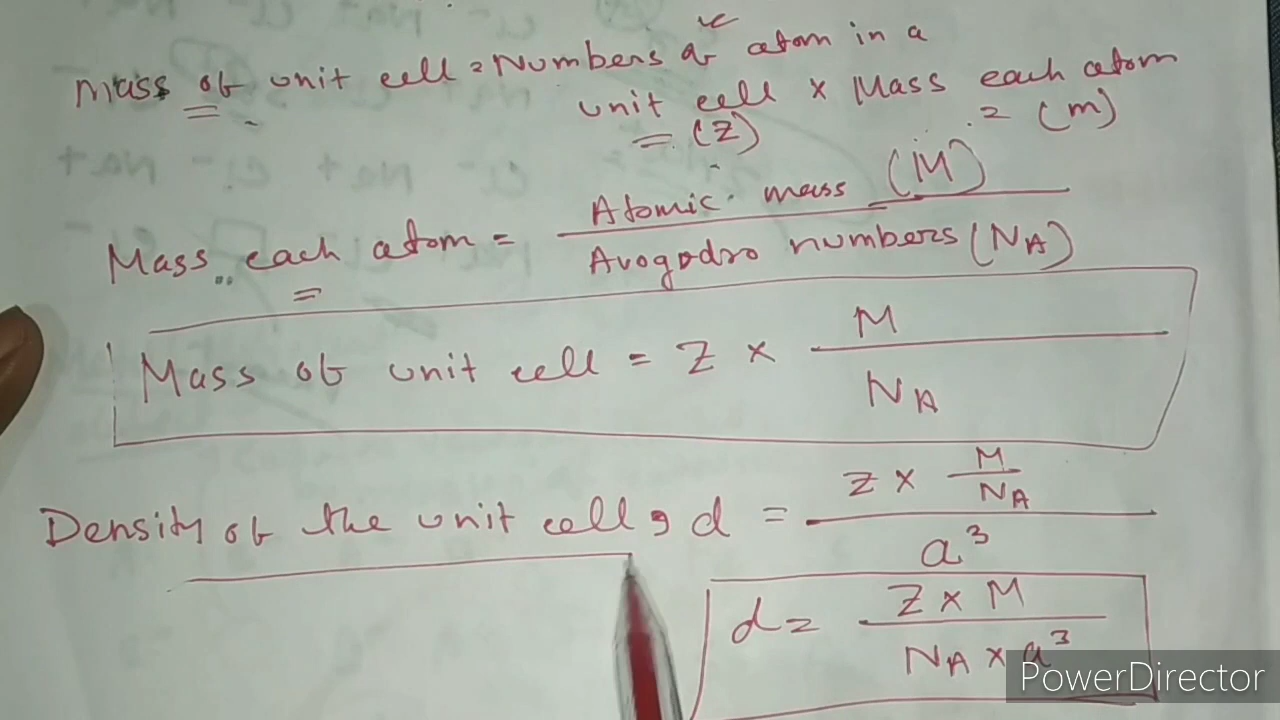 Mass of unit cell = Numbers of atom in a
unit cell × Mass each atom
= (Z) = (m)
Mass each atom = Atomic mass (M)
Avogadro numbers (NA)
Mass of unit cell = Z × M
NA
Density of the unit cell, d = Z × M
NA
a³
d = Z × M
NA × a³
PowerDirector